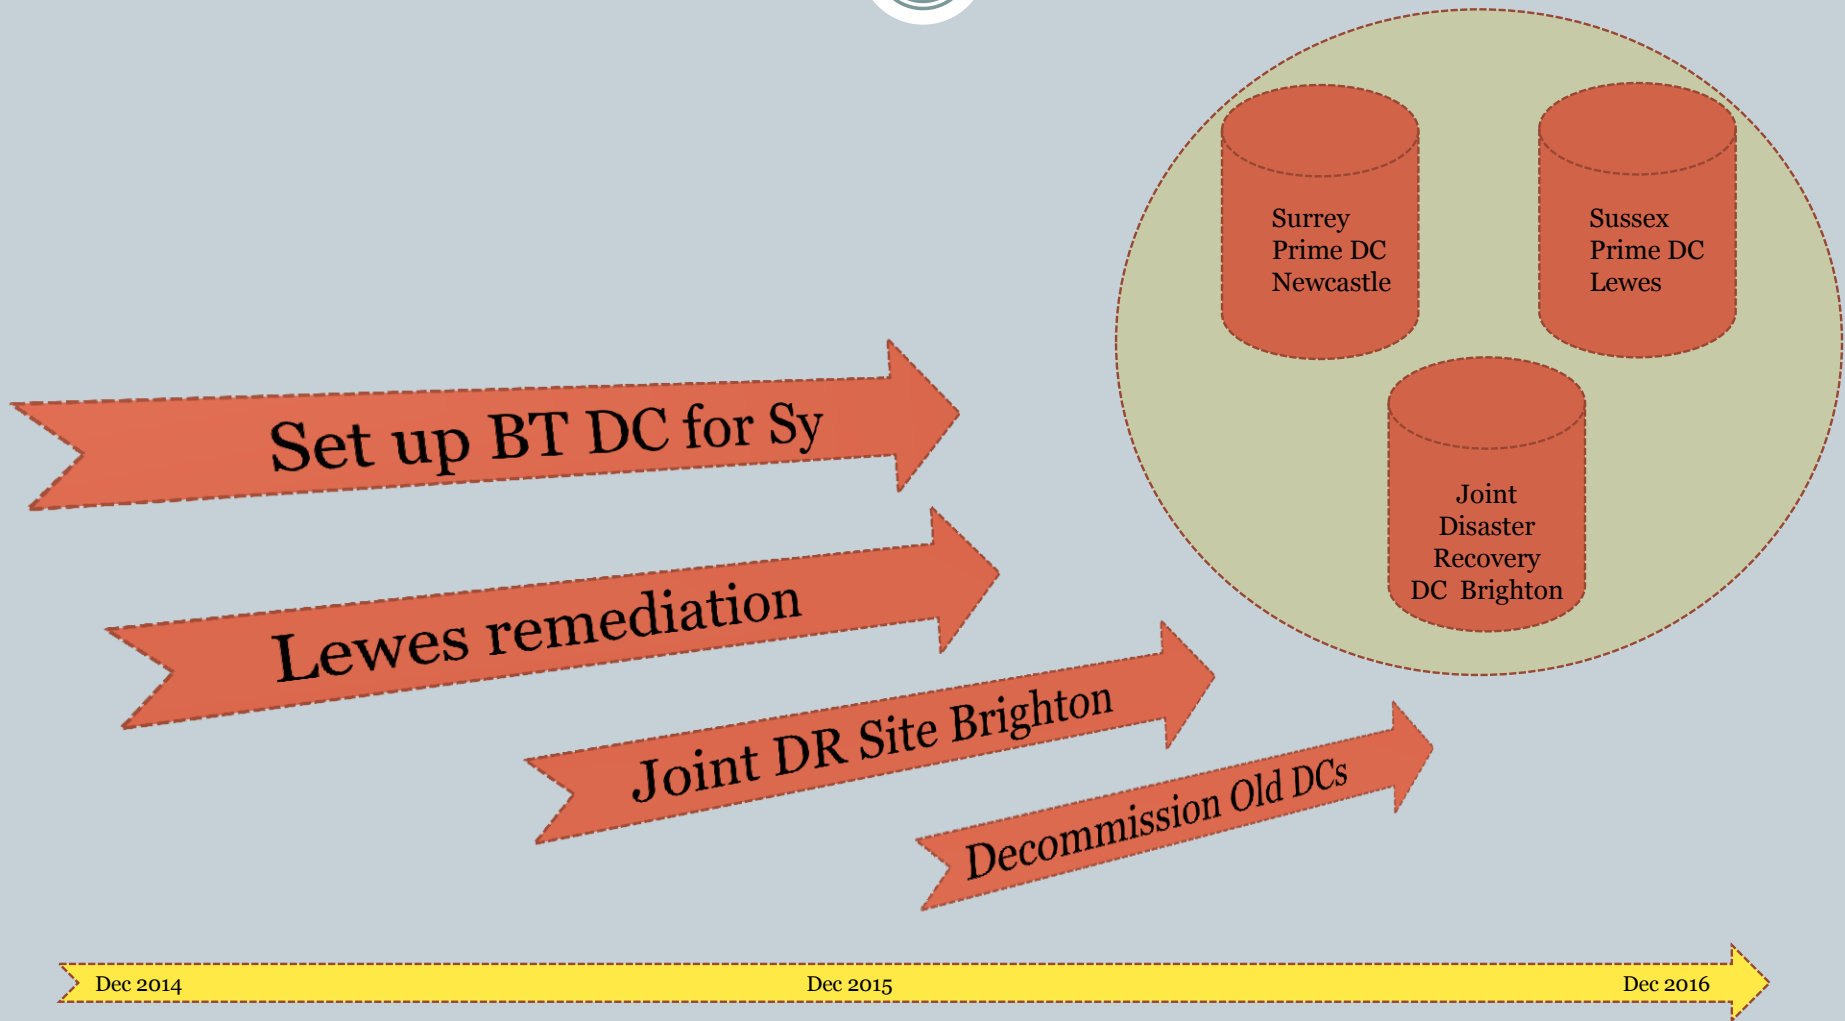 Surrey
Prime DC
Newcastle
Sussex
Prime DC
Lewes
Joint
Disaster
Recovery
DC Brighton
Set up BT DC for Sy
Lewes remediation
Joint DR Site Brighton
Decommission Old DCs
Dec 2014
Dec 2015
Dec 2016